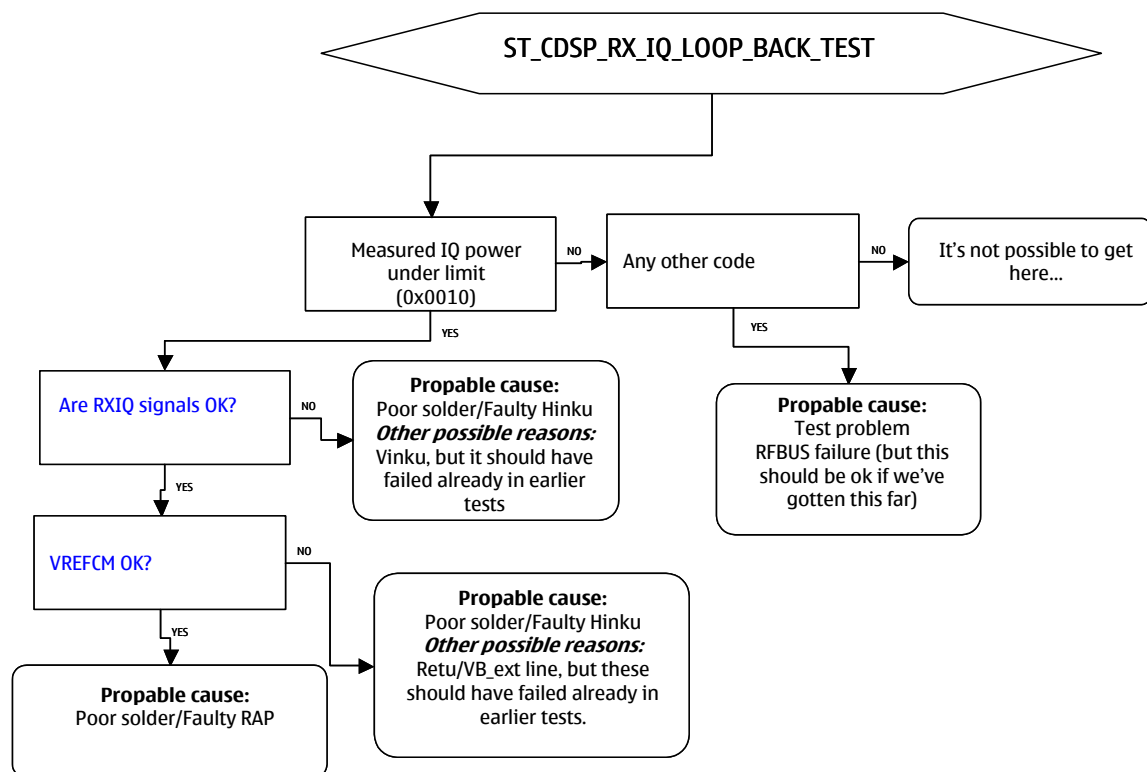 ST_CDSP_RX_IQ_LOOP_BACK_TEST
Measured IQ power
under limit
(0x0010)
NO
Any other code
NO
It's not possible to get
here...
YES
YES
Are RXIQ signals OK?
NO
Propable cause:
Poor solder/Faulty Hinku
Other possible reasons:
Vinku, but it should have
failed already in earlier
tests
Propable cause:
Test problem
RFBUS failure (but this
should be ok if we've
gotten this far)
YES
VREFCM OK?
NO
Propable cause:
Poor solder/Faulty Hinku
Other possible reasons:
Retu/VB_ext line, but these
should have failed already in
earlier tests.
YES
Propable cause:
Poor solder/Faulty RAP